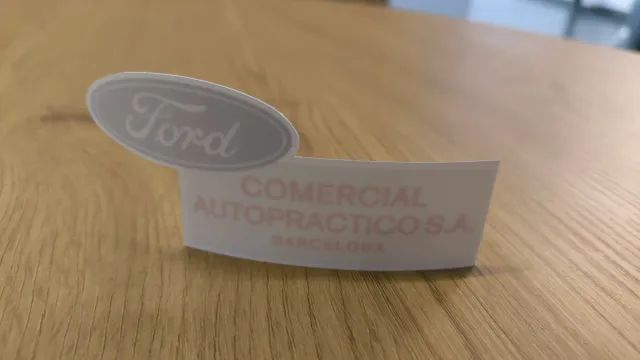 Ford
COMERCIAL
AUTOPRACTICO S.A.
BARCELONA